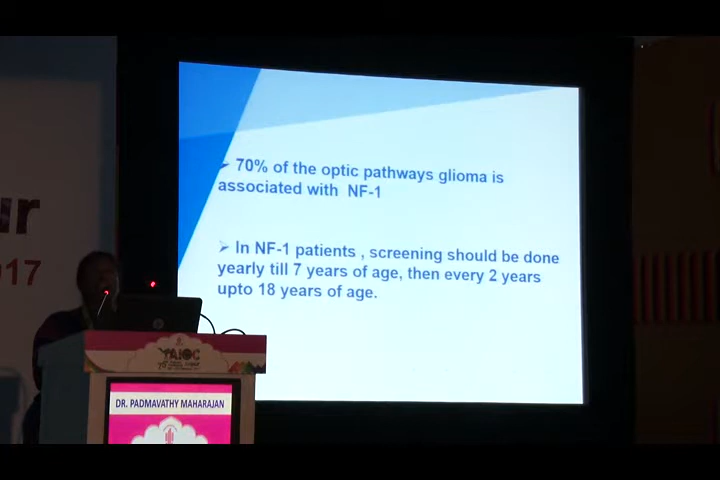 ➢ 70% of the optic pathways glioma is
associated with NF-1
➢ In NF-1 patients , screening should be done
yearly till 7 years of age, then every 2 years
upto 18 years of age.
ur
017
YAIOC
DR. PADMAVATHY MAHARAJAN